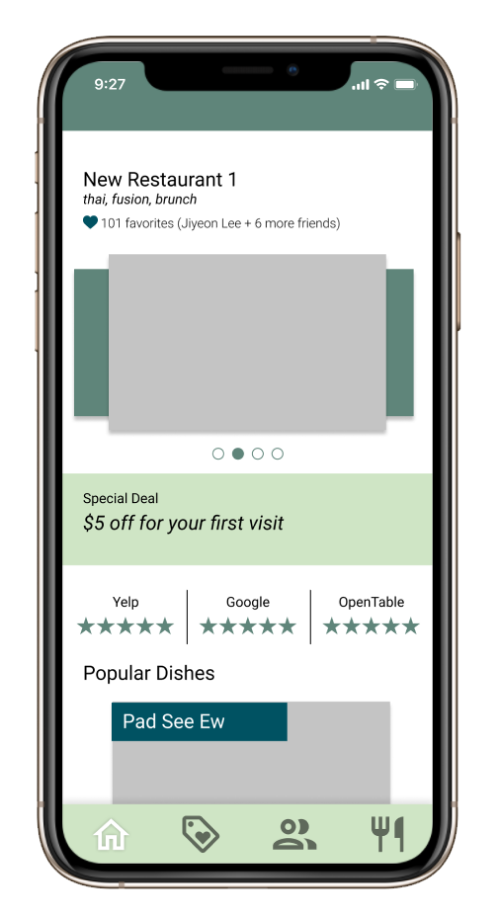 9:27
New Restaurant 1
thai, fusion, brunch
101 favorites (Jiyeon Lee + 6 more friends)
Special Deal
$5 off for your first visit
Yelp Google OpenTable
Popular Dishes
Pad See Ew